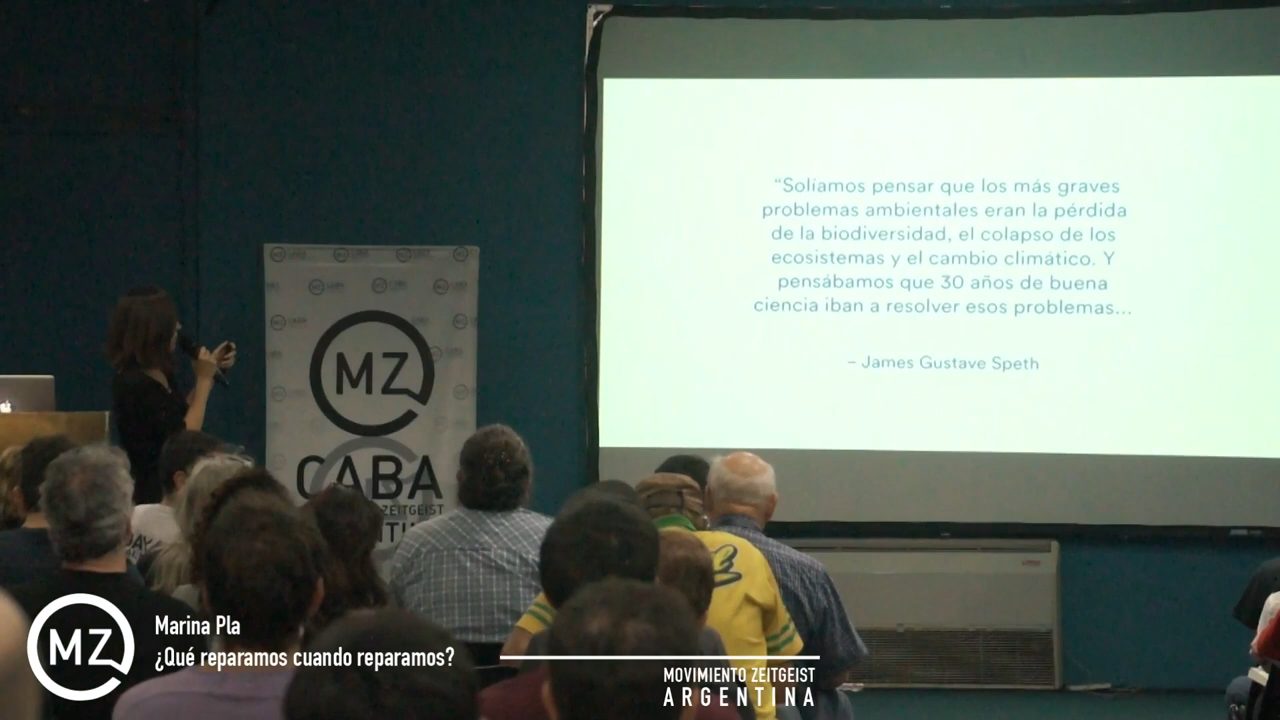 “Solíamos pensar que los más graves
problemas ambientales eran la pérdida
de la biodiversidad, el colapso de los
ecosistemas y el cambio climático. Y
pensábamos que 30 años de buena
ciencia iban a resolver esos problemas...
– James Gustave Speth
MZ
CABA
ZEITGEIST
MZ
Marina Pla
¿Qué reparamos cuando reparamos?
MOVIMIENTO ZEITGEIST
ARGENTINA